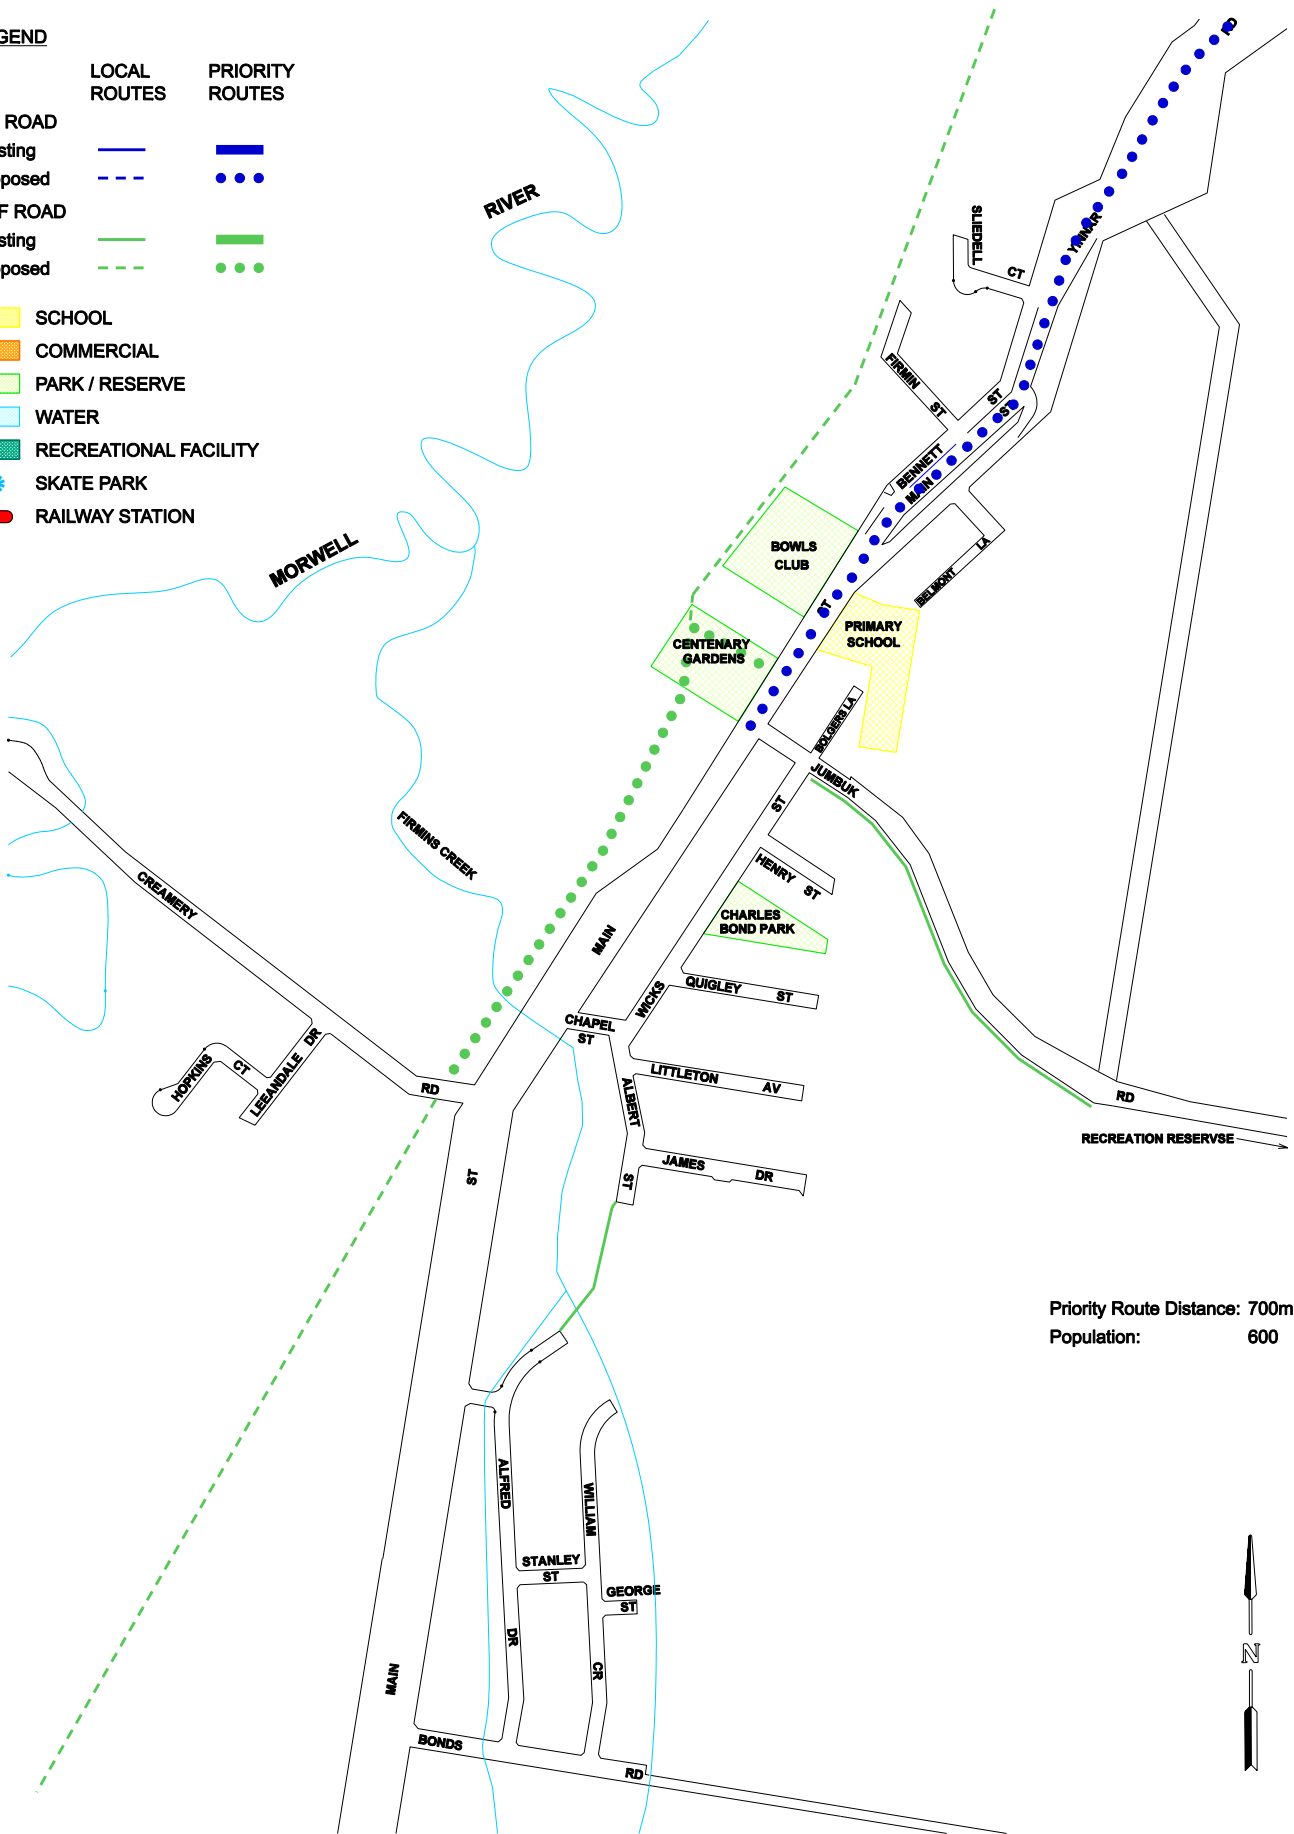 GEND
LOCAL PRIORITY
ROUTES ROUTES
ROAD
sting
posed
F ROAD
sting
posed
SCHOOL
COMMERCIAL
PARK / RESERVE
WATER
RECREATIONAL FACILITY
SKATE PARK
RAILWAY STATION
RIVER
MORWELL
RD
YINNAR
SLIEDELL
CT
FIRMIN
ST
BENNETT
ST
MAIN
ST
BELMONT
LA
BOWLS
CLUB
ST
PRIMARY
SCHOOL
CENTENARY
GARDENS
BOLGERS LA
JUMBUK
ST
HENRY
ST
CHARLES
BOND PARK
FIRMINS CREEK
CREAMERY
MAIN
WICKS
QUIGLEY ST
CHAPEL
ST
LEEANDALE DR
HOPKINS
CT
RD
LITTLETON AV
ALBERT
ST
JAMES DR
ST
RD
RECREATION RESERVSE
Priority Route Distance: 700m
Population: 600
ALFRED
WILLIAM
STANLEY
ST
GEORGE
ST
DR
CR
MAIN
BONDS
RD
N